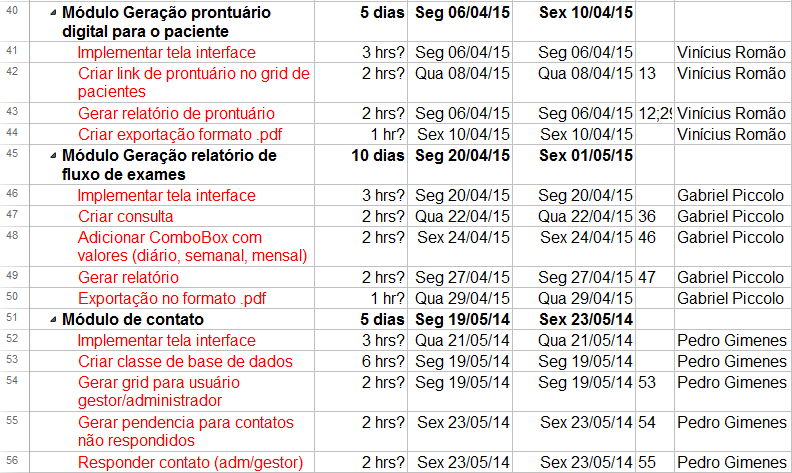 40 Módulo Geração prontuário 5 dias Seg 06/04/15 Sex 10/04/15
digital para o paciente
41 Implementar tela interface 3 hrs? Seg 06/04/15 Seg 06/04/15 Vinícius Romão
42 Criar link de prontuário no grid de 2 hrs? Qua 08/04/15 Qua 08/04/15 13 Vinícius Romão
pacientes
43 Gerar relatório de prontuário 2 hrs? Seg 06/04/15 Seg 06/04/15 12;29 Vinícius Romão
44 Criar exportação formato .pdf 1 hr? Sex 10/04/15 Sex 10/04/15 Vinícius Romão
45 Módulo Geração relatório de 10 dias Seg 20/04/15 Sex 01/05/15
fluxo de exames
46 Implementar tela interface 3 hrs? Seg 20/04/15 Seg 20/04/15 Gabriel Piccolo
47 Criar consulta 2 hrs? Qua 22/04/15 Qua 22/04/15 36 Gabriel Piccolo
48 Adicionar ComboBox com 2 hrs? Sex 24/04/15 Sex 24/04/15 46 Gabriel Piccolo
valores (diário, semanal, mensal)
49 Gerar relatório 2 hrs? Seg 27/04/15 Seg 27/04/15 47 Gabriel Piccolo
50 Exportação no formato .pdf 1 hr? Qua 29/04/15 Qua 29/04/15 Gabriel Piccolo
51 Módulo de contato 5 dias Seg 19/05/14 Sex 23/05/14
52 Implementar tela interface 3 hrs? Qua 21/05/14 Qua 21/05/14 Pedro Gimenes
53 Criar classe de base de dados 6 hrs? Seg 19/05/14 Seg 19/05/14 Pedro Gimenes
54 Gerar grid para usuário 2 hrs? Seg 19/05/14 Seg 19/05/14 53 Pedro Gimenes
gestor/administrador
55 Gerar pendencia para contatos 2 hrs? Sex 23/05/14 Sex 23/05/14 54 Pedro Gimenes
não respondidos
56 Responder contato (adm/gestor) 2 hrs? Sex 23/05/14 Sex 23/05/14 55 Pedro Gimenes